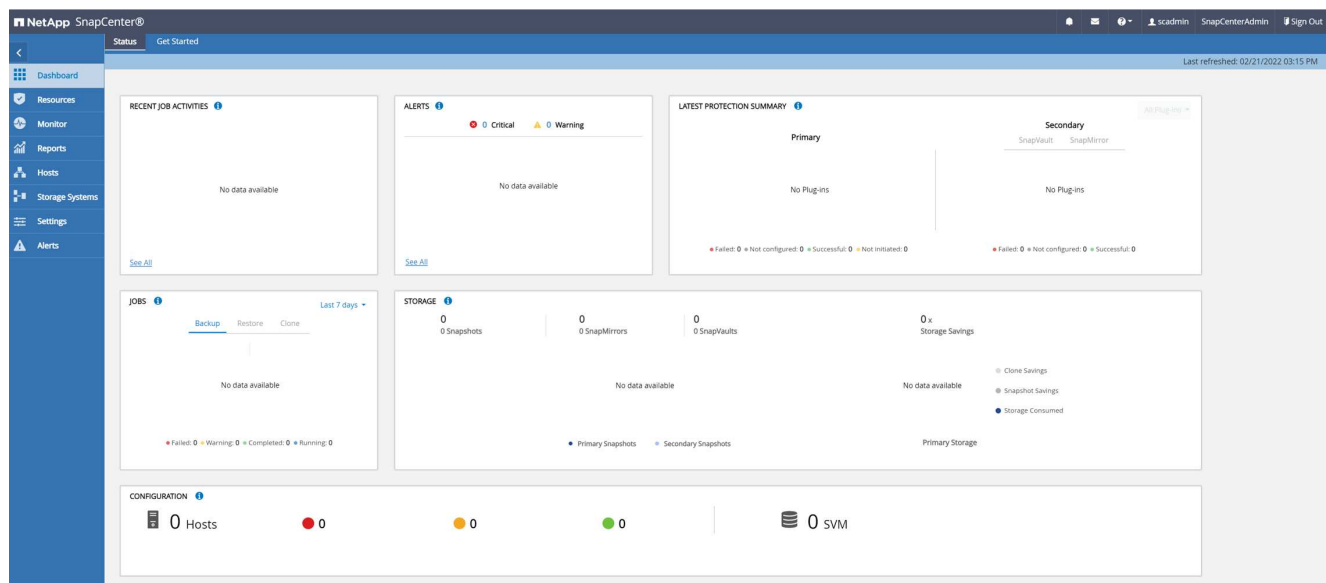 NetApp SnapCenter®
scadmin SnapCenterAdmin Sign Out
Status Get Started
Last refreshed: 02/21/2022 03:15 PM
Dashboard
Resources
Monitor
Reports
Hosts
Storage Systems
Settings
Alerts
RECENT JOB ACTIVITIES
No data available
See All
ALERTS
0 Critical 0 Warning
No data available
See All
LATEST PROTECTION SUMMARY
No Plug-ins
Primary
No Plug-ins
Failed: 0 Not configured: 0 Successful: 0 Not initiated: 0
Secondary
SnapVault SnapMirror
No Plug-ins
Failed: 0 Not configured: 0 Successful: 0
JOBS
Last 7 days
Backup Restore Clone
No data available
Failed: 0 Warning: 0 Completed: 0 Running: 0
STORAGE
0
0 Snapshots
0
0 SnapMirrors
0
0 SnapVaults
0 x
Storage Savings
No data available
Primary Snapshots Secondary Snapshots
No data available
Clone Savings
Snapshot Savings
Storage Consumed
Primary Storage
CONFIGURATION
0 Hosts 0 0 0 0 SVM